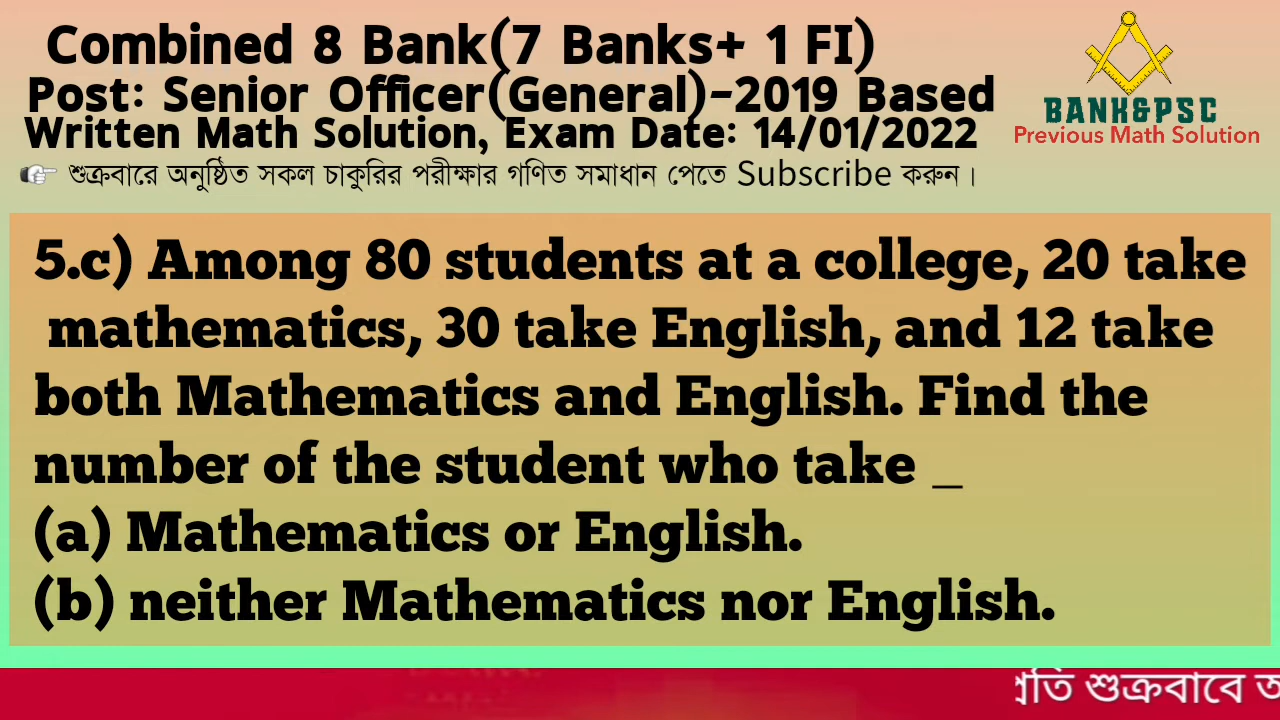 Combined 8 Bank(7 Banks+ 1 FI)
Post: Senior Officer(General)-2019 Based
Written Math Solution, Exam Date: 14/01/2022
👉 শুক্রবারে অনুষ্ঠিত সকল চাকুরির পরীক্ষার গণিত সমাধান পেতে Subscribe করুন।
BANK&PSC
Previous Math Solution
5.c) Among 80 students at a college, 20 take
mathematics, 30 take English, and 12 take
both Mathematics and English. Find the
number of the student who take _
(a) Mathematics or English.
(b) neither Mathematics nor English.
শুক্রবাবে